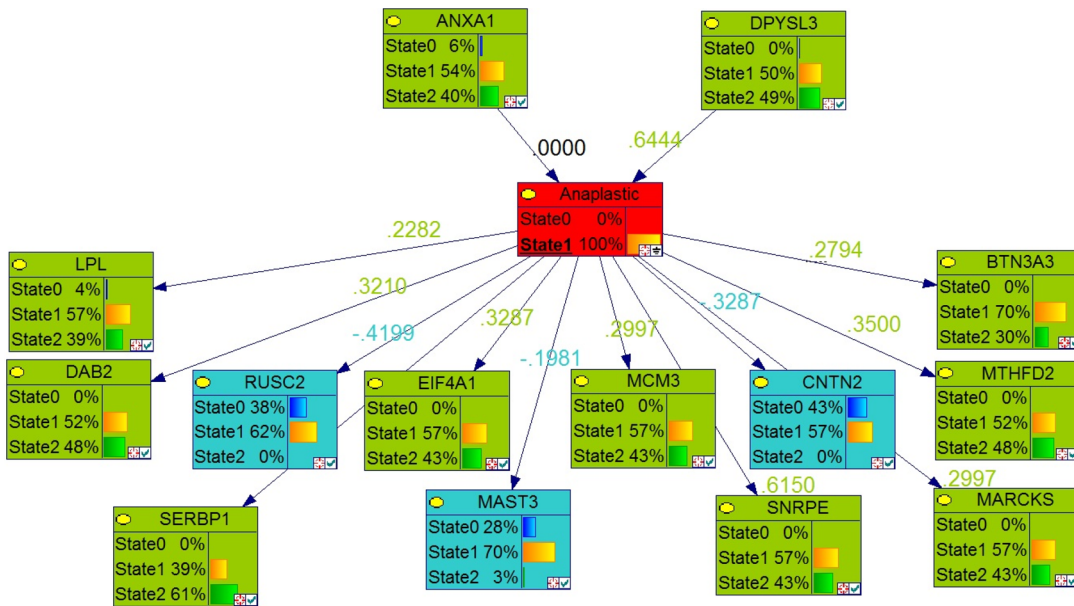 ANXA1
State0 6%
State1 54%
State2 40%
DPYSL3
State0 0%
State1 50%
State2 49%
.0000
.6444
Anaplastic
State0 0%
State1 100%
.2282
.3210
-.4199
.3287
-.1981
.2997
-.3287
.2794
.3500
LPL
State0 4%
State1 57%
State2 39%
BTN3A3
State0 0%
State1 70%
State2 30%
DAB2
State0 0%
State1 52%
State2 48%
RUSC2
State0 38%
State1 62%
State2 0%
EIF4A1
State0 0%
State1 57%
State2 43%
MCM3
State0 0%
State1 57%
State2 43%
CNTN2
State0 43%
State1 57%
State2 0%
MTHFD2
State0 0%
State1 52%
State2 48%
.6150
.2997
SERBP1
State0 0%
State1 39%
State2 61%
MAST3
State0 28%
State1 70%
State2 3%
SNRPE
State0 0%
State1 57%
State2 43%
MARCKS
State0 0%
State1 57%
State2 43%